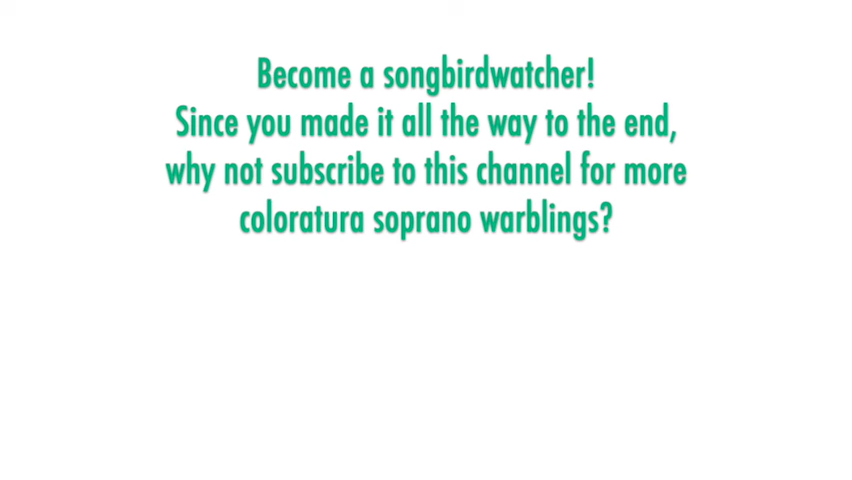 Become a songbirdwatcher!
Since you made it all the way to the end,
why not subscribe to this channel for more
coloratura soprano warblings?